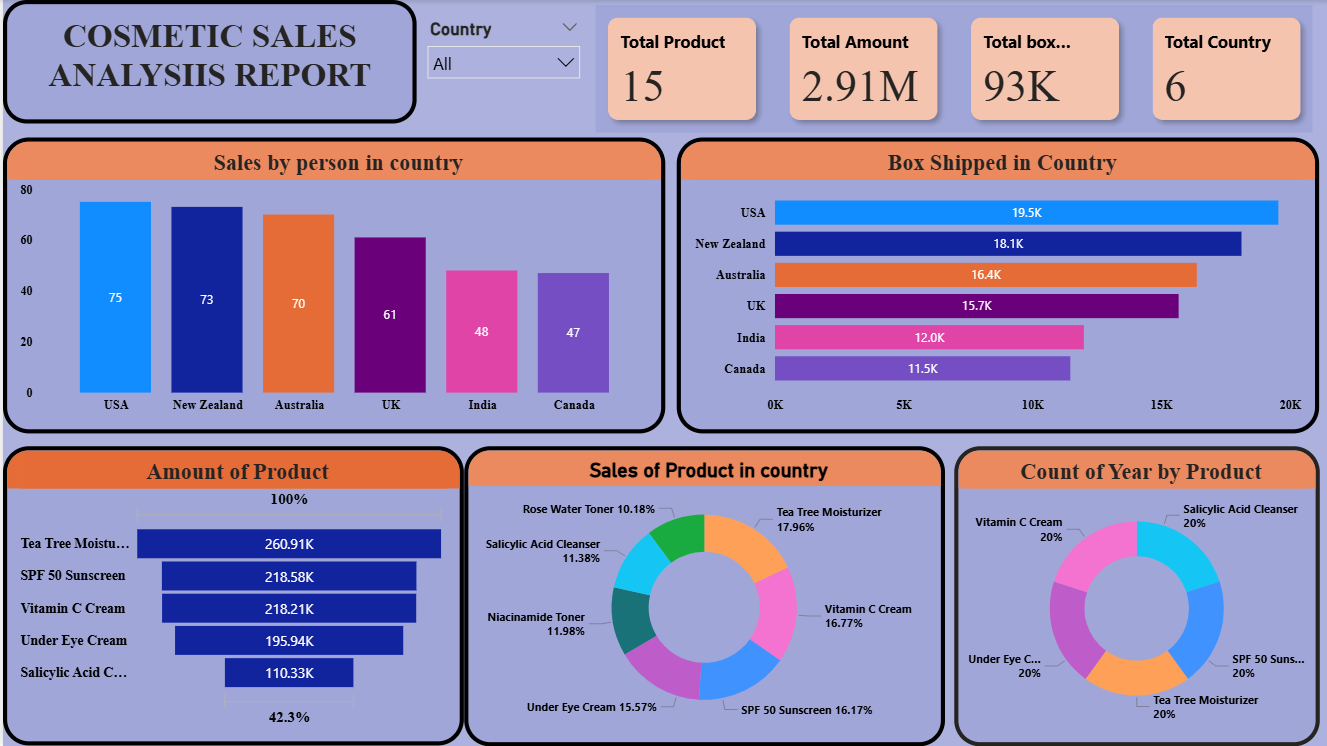 COSMETIC SALES
ANALYSIIS REPORT
Country
All
Total Product
15
Total Amount
2.91M
Total box...
93K
Total Country
6
Sales by person in country
80
60
40
20
0
75
73
70
61
48
47
USA New Zealand Australia UK India Canada
Box Shipped in Country
USA 19.5K
New Zealand 18.1K
Australia 16.4K
UK 15.7K
India 12.0K
Canada 11.5K
0K 5K 10K 15K 20K
Amount of Product
100%
Tea Tree Moistu... 260.91K
SPF 50 Sunscreen 218.58K
Vitamin C Cream 218.21K
Under Eye Cream 195.94K
Salicylic Acid C... 110.33K
42.3%
Sales of Product in country
Rose Water Toner 10.18%
Tea Tree Moisturizer
17.96%
Salicylic Acid Cleanser
11.38%
Vitamin C Cream
16.77%
Niacinamide Toner
11.98%
Under Eye Cream 15.57%
SPF 50 Sunscreen 16.17%
Count of Year by Product
Salicylic Acid Cleanser
20%
Vitamin C Cream
20%
Under Eye C...
20%
SPF 50 Suns...
20%
Tea Tree Moisturizer
20%